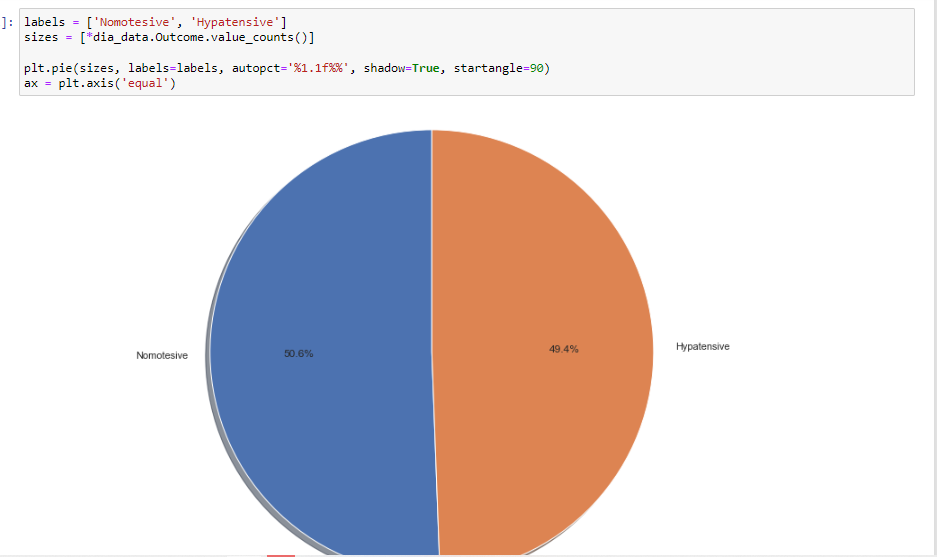 ]: labels = ['Nomotesive', 'Hypatensive']
sizes = [*dia_data.Outcome.value_counts()]
plt.pie(sizes, labels=labels, autopct='%1.1f%%', shadow=True, startangle=90)
ax = plt.axis('equal')
Nomotesive
50.6%
49.4%
Hypatensive